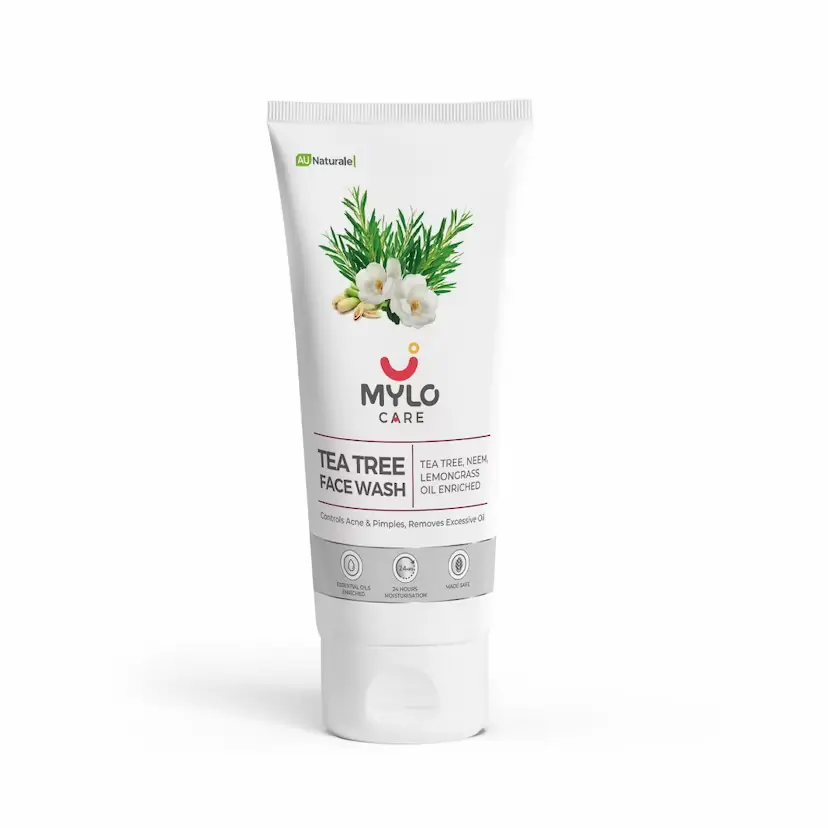 AU Naturale
MYLO
CARE
TEA TREE
FACE WASH
TEA TREE, NEEM,
LEMONGRASS
OIL ENRICHED
Controls Acne & Pimples, Removes Excessive Oil
ESSENTIAL OILS
ENRICHED
24 HOURS
MOISTURISATION
MADE SAFE